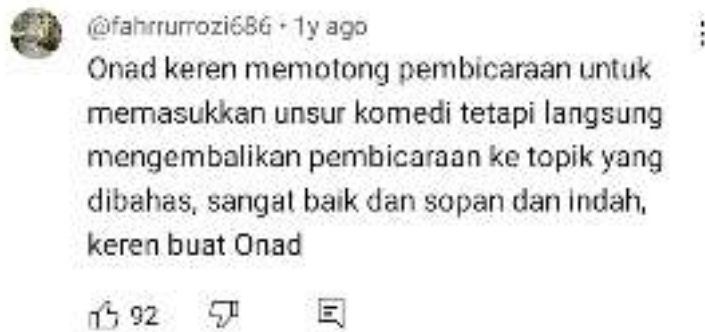 @fahrrurrozi686 • 1y ago
Onad keren memotong pembicaraan untuk
memasukkan unsur komedi tetapi langsung
mengembalikan pembicaraan ke topik yang
dibahas, sangat baik dan sopan dan indah,
keren buat Onad
92